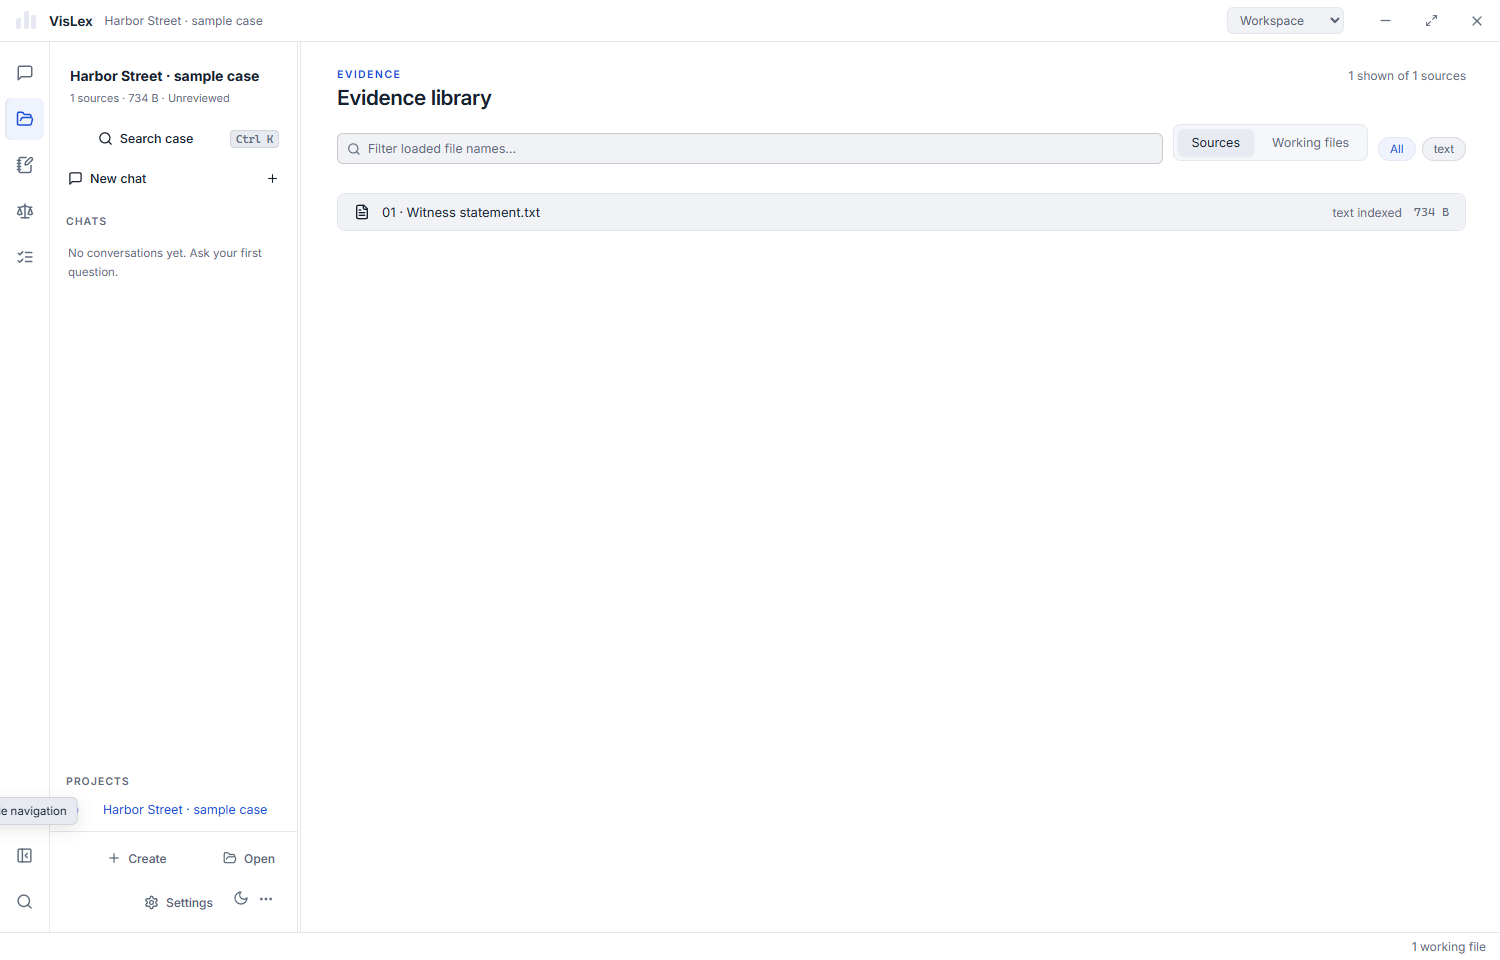 VisLex Harbor Street · sample case Workspace
Harbor Street · sample case
1 sources · 734 B · Unreviewed
Search case Ctrl K
New chat
CHATS
No conversations yet. Ask your first
question.
PROJECTS
Harbor Street · sample case
navigation
Create Open
Settings
EVIDENCE
Evidence library
1 shown of 1 sources
Filter loaded file names...
Sources Working files All text
01 · Witness statement.txt text indexed 734 B
1 working file